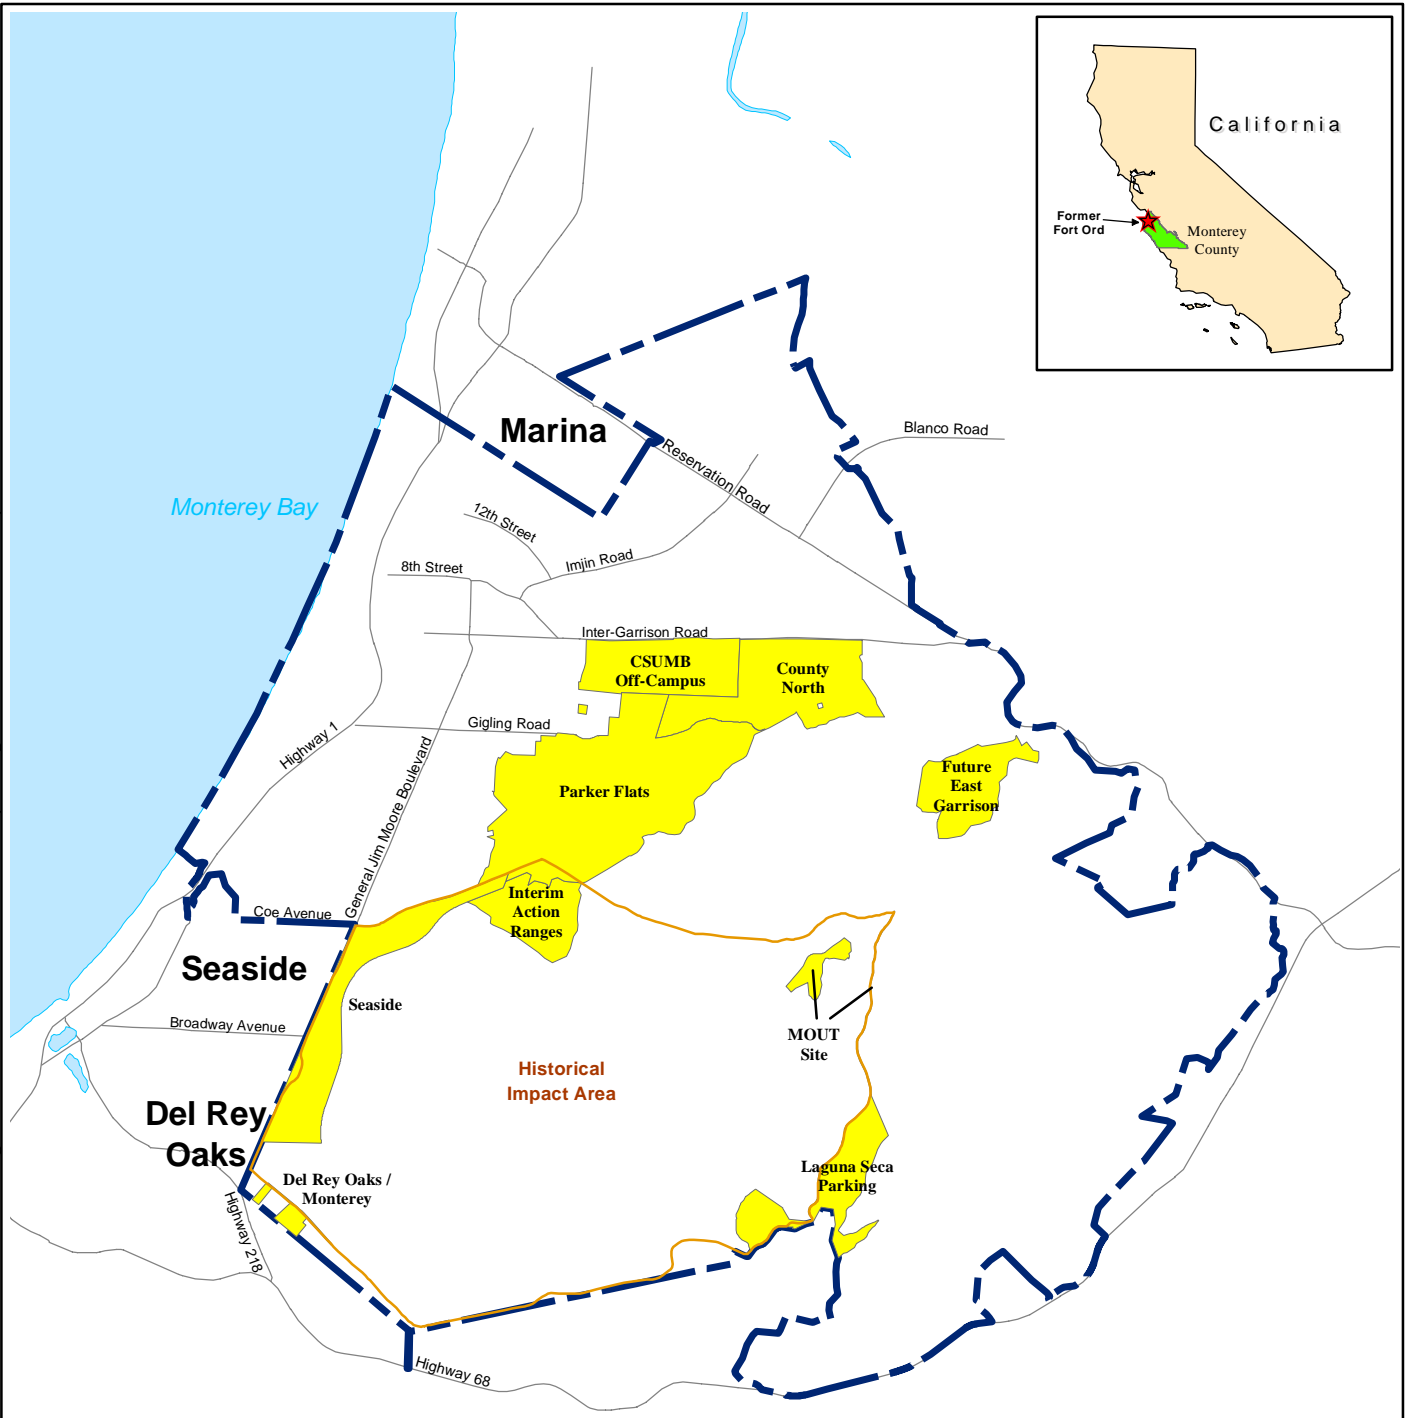 California
Former
Fort Ord
Monterey
County
Marina
Blanco Road
Reservation Road
Monterey Bay
12th Street
Imjin Road
8th Street
Inter-Garrison Road
CSUMB
Off-Campus
County
North
Gigling Road
Highway 1
General Jim Moore Boulevard
Parker Flats
Future
East
Garrison
Interim
Action
Ranges
Coe Avenue
Seaside
Seaside
Broadway Avenue
MOUT
Site
Historical
Impact Area
Del Rey
Oaks
Del Rey Oaks /
Monterey
Laguna Seca
Parking
Highway 218
Highway 68